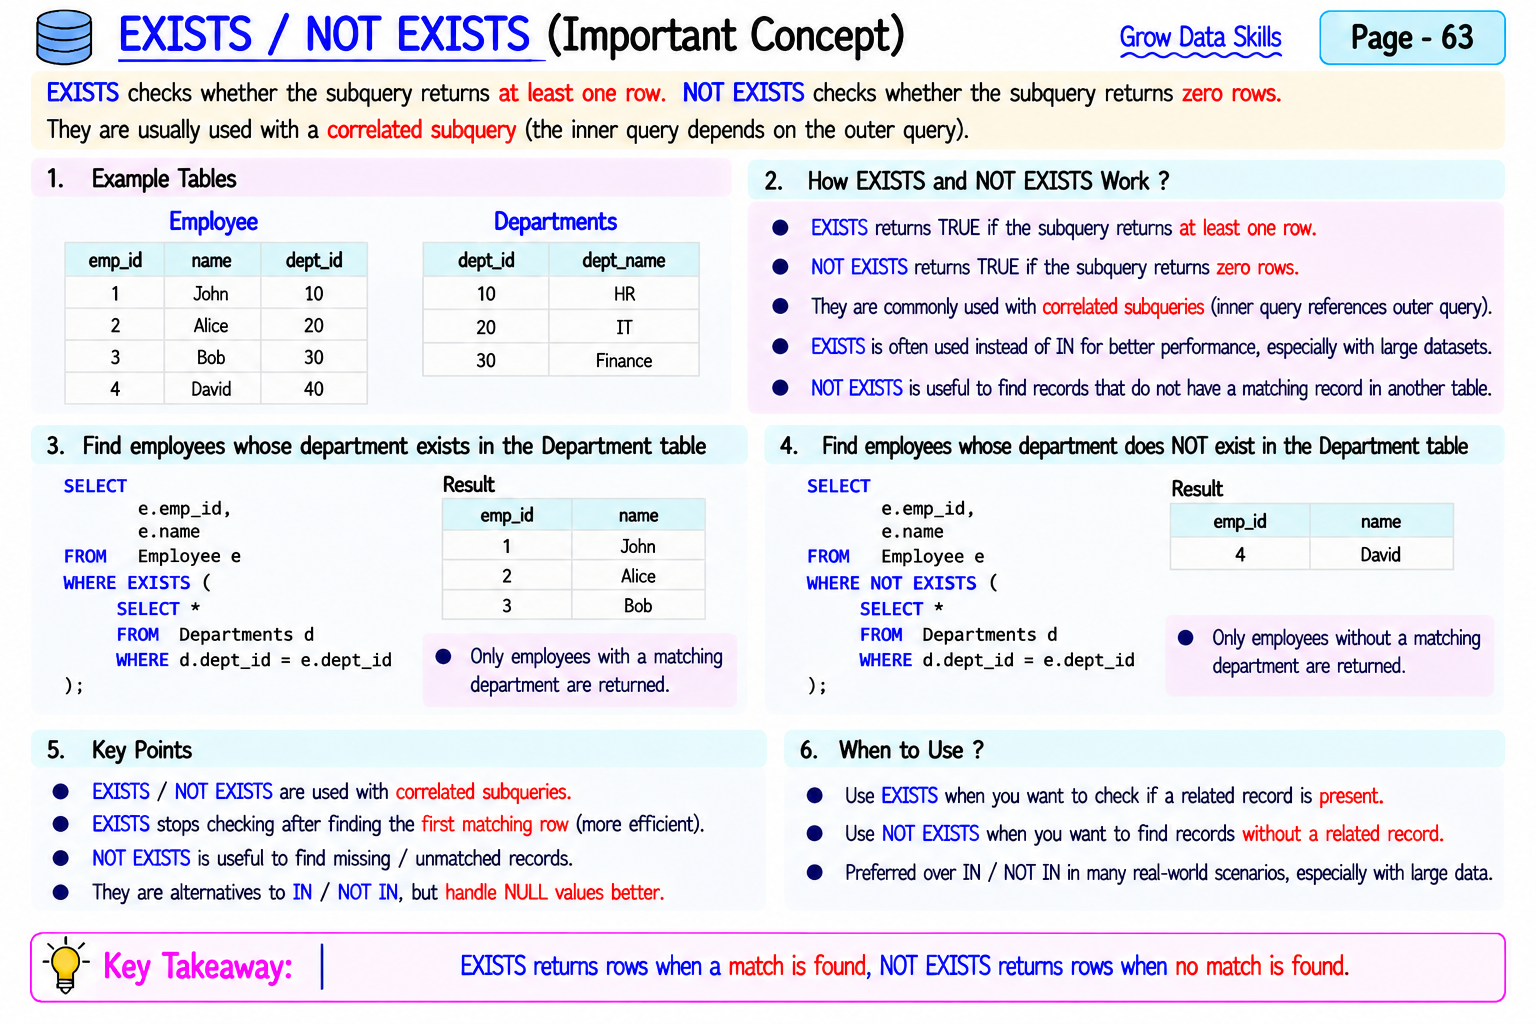 EXISTS / NOT EXISTS (Important Concept)
Grow Data Skills
Page - 63
EXISTS checks whether the subquery returns at least one row. NOT EXISTS checks whether the subquery returns zero rows.
They are usually used with a correlated subquery (the inner query depends on the outer query).
1. Example Tables
Employee
emp_id name dept_id
1 John 10
2 Alice 20
3 Bob 30
4 David 40
Departments
dept_id dept_name
10 HR
20 IT
30 Finance
2. How EXISTS and NOT EXISTS Work ?
EXISTS returns TRUE if the subquery returns at least one row.
NOT EXISTS returns TRUE if the subquery returns zero rows.
They are commonly used with correlated subqueries (inner query references outer query).
EXISTS is often used instead of IN for better performance, especially with large datasets.
NOT EXISTS is useful to find records that do not have a matching record in another table.
3. Find employees whose department exists in the Department table
SELECT
e.emp_id,
e.name
FROM Employee e
WHERE EXISTS (
SELECT *
FROM Departments d
WHERE d.dept_id = e.dept_id
);
Result
emp_id name
1 John
2 Alice
3 Bob
Only employees with a matching
department are returned.
4. Find employees whose department does NOT exist in the Department table
SELECT
e.emp_id,
e.name
FROM Employee e
WHERE NOT EXISTS (
SELECT *
FROM Departments d
WHERE d.dept_id = e.dept_id
);
Result
emp_id name
4 David
Only employees without a matching
department are returned.
5. Key Points
EXISTS / NOT EXISTS are used with correlated subqueries.
EXISTS stops checking after finding the first matching row (more efficient).
NOT EXISTS is useful to find missing / unmatched records.
They are alternatives to IN / NOT IN, but handle NULL values better.
6. When to Use ?
Use EXISTS when you want to check if a related record is present.
Use NOT EXISTS when you want to find records without a related record.
Preferred over IN / NOT IN in many real-world scenarios, especially with large data.
Key Takeaway:
EXISTS returns rows when a match is found, NOT EXISTS returns rows when no match is found.